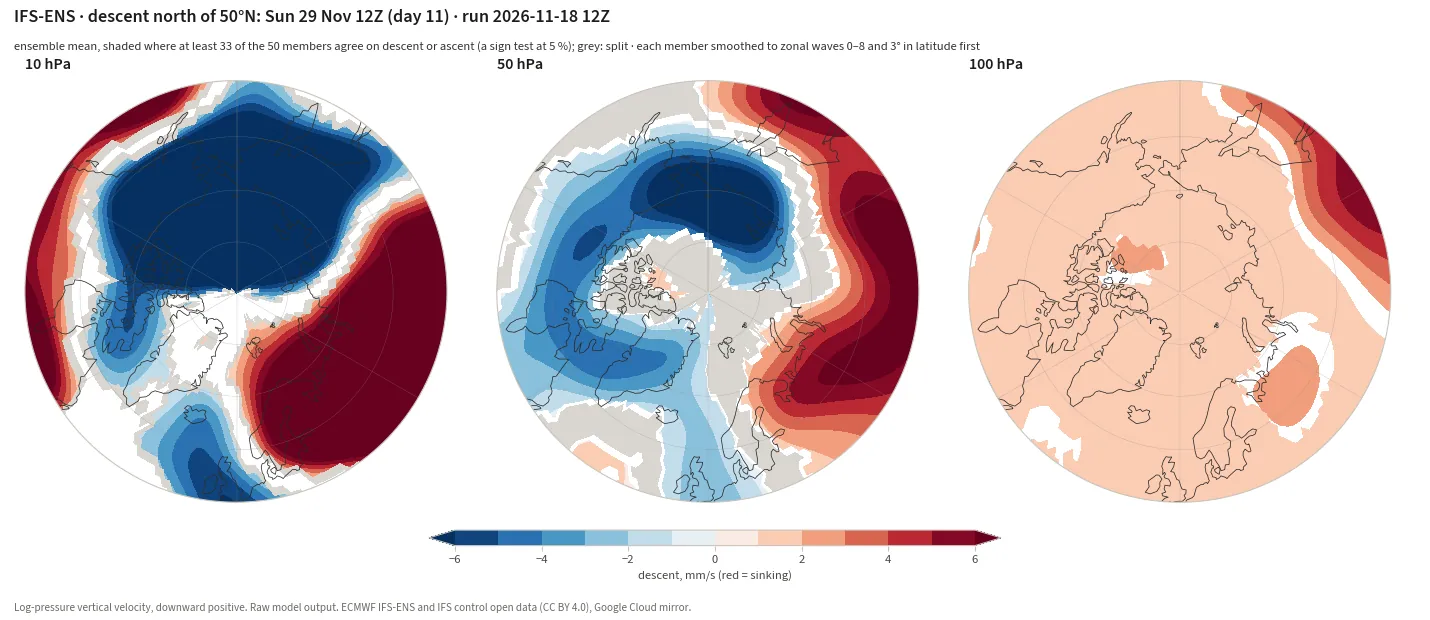 IFS-ENS · descent north of 50°N: Sun 29 Nov 12Z (day 11) · run 2026-11-18 12Z
ensemble mean, shaded where at least 33 of the 50 members agree on descent or ascent (a sign test at 5 %); grey: split · each member smoothed to zonal waves 0–8 and 3° in latitude first
10 hPa
50 hPa
100 hPa
−6 −4 −2 0 2 4 6
descent, mm/s (red = sinking)
Log-pressure vertical velocity, downward positive. Raw model output. ECMWF IFS-ENS and IFS control open data (CC BY 4.0), Google Cloud mirror.